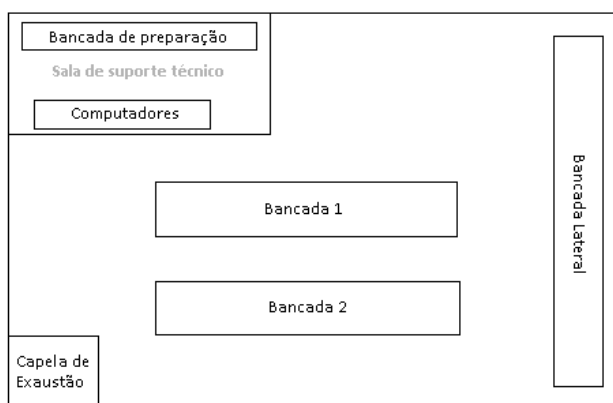 Bancada de preparação
Sala de suporte técnico
Computadores
Bancada 1
Bancada Lateral
Bancada 2
Capela de
Exaustão